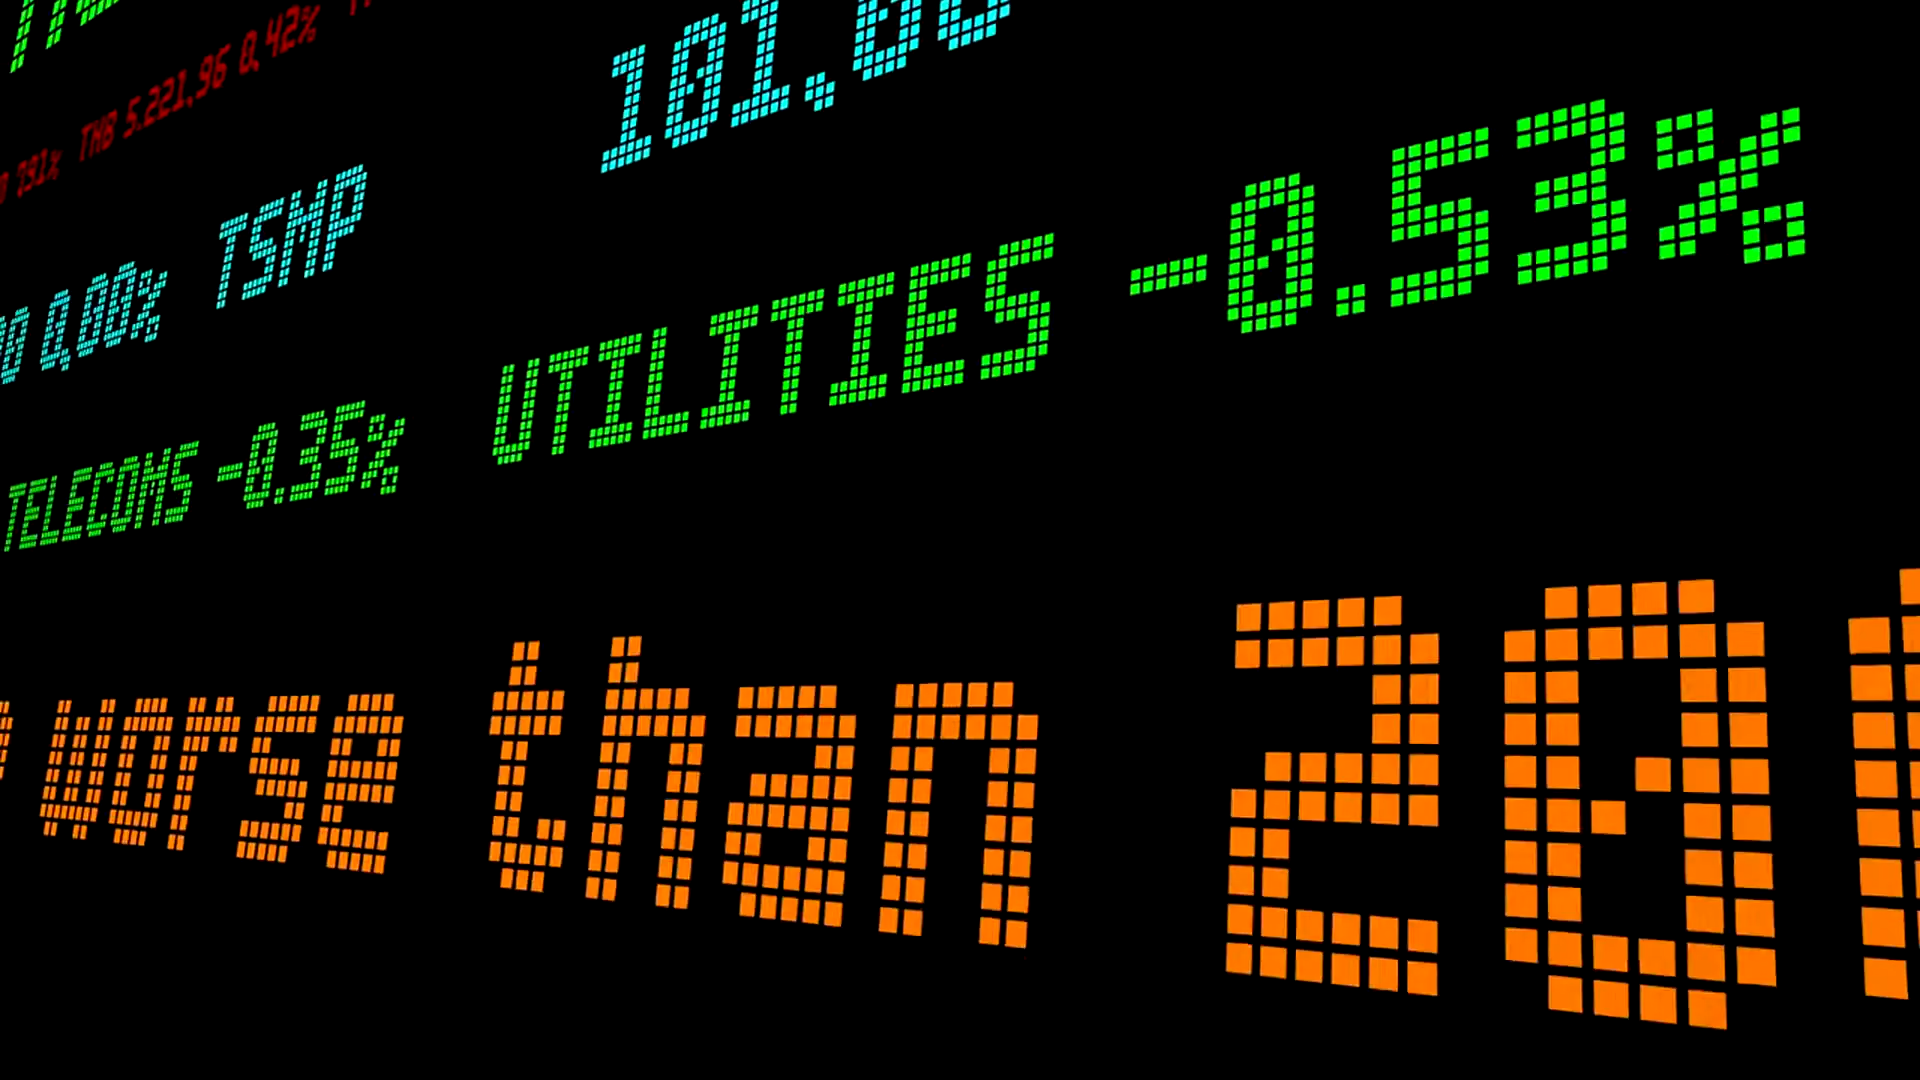 THB 5.221,96 0,42%
0,00% TSMP 101,00
TELECOMS -0.35% UTILITIES -0.53%
worse than 20